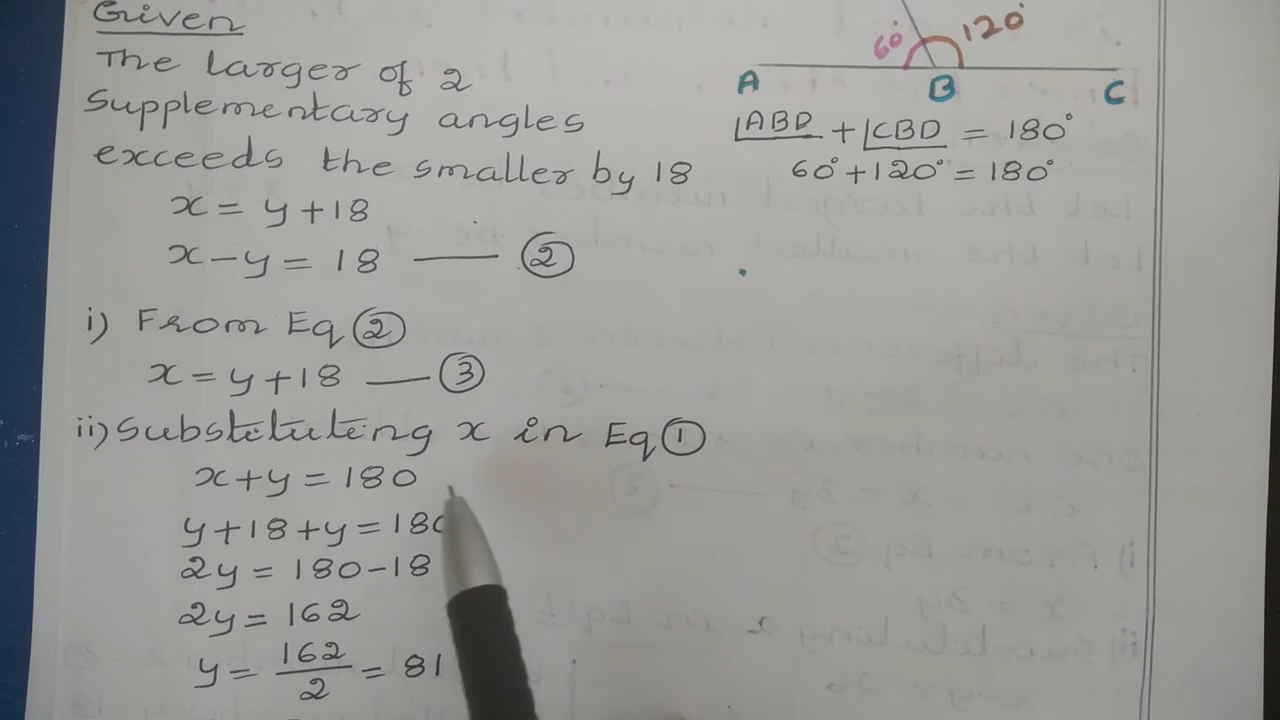 Given
The larger of 2
Supplementary angles
exceeds the smaller by 18
x = y + 18
x - y = 18 — ②
i) From Eq ②
x = y + 18 — ③
ii) Substituting x in Eq ①
x + y = 180
y + 18 + y = 180
2y = 180 - 18
2y = 162
y = 162/2 = 81
60° 120°
A B C
∠ABD + ∠CBD = 180°
60° + 120° = 180°